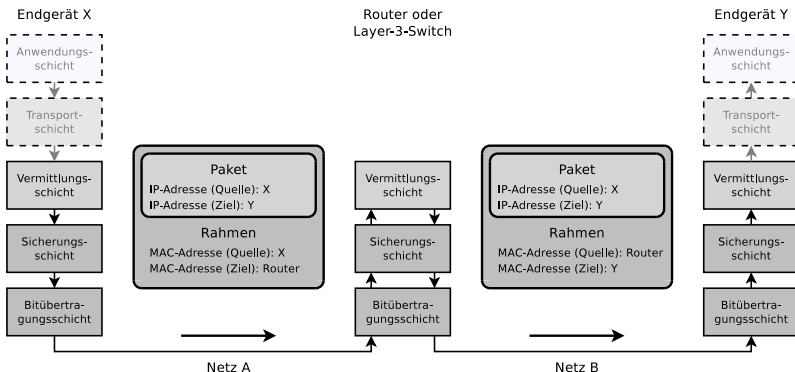 Endgerät X
Router oder
Layer-3-Switch
Endgerät Y
Anwendungs-
schicht
Anwendungs-
schicht
Transport-
schicht
Transport-
schicht
Vermittlungs-
schicht
Paket
IP-Adresse (Quelle): X
IP-Adresse (Ziel): Y
Vermittlungs-
schicht
Paket
IP-Adresse (Quelle): X
IP-Adresse (Ziel): Y
Vermittlungs-
schicht
Sicherungs-
schicht
Rahmen
MAC-Adresse (Quelle): X
MAC-Adresse (Ziel): Router
Sicherungs-
schicht
Rahmen
MAC-Adresse (Quelle): Router
MAC-Adresse (Ziel): Y
Sicherungs-
schicht
Bitübertra-
gungsschicht
Bitübertra-
gungsschicht
Bitübertra-
gungsschicht
Netz A
Netz B